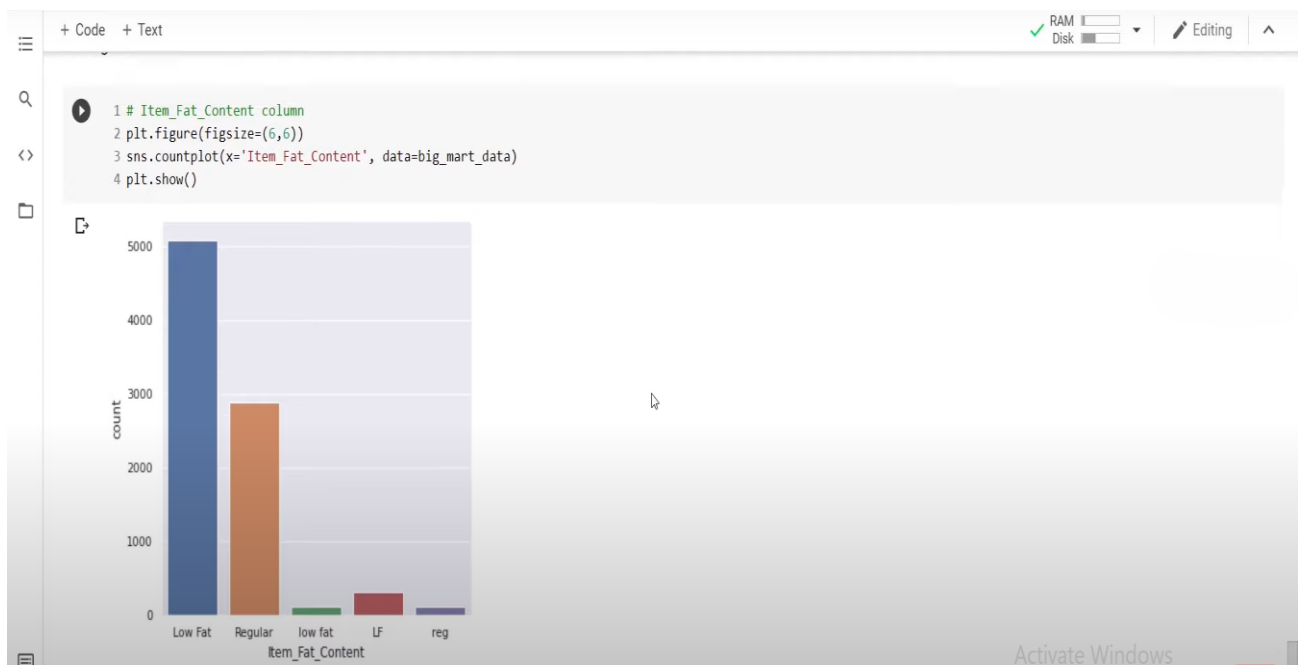 + Code + Text
RAM
Disk
Editing
1 # Item_Fat_Content column
2 plt.figure(figsize=(6,6))
3 sns.countplot(x='Item_Fat_Content', data=big_mart_data)
4 plt.show()
5000
4000
3000
2000
1000
0
count
Low Fat Regular low fat LF reg
Item_Fat_Content
Activate Windows